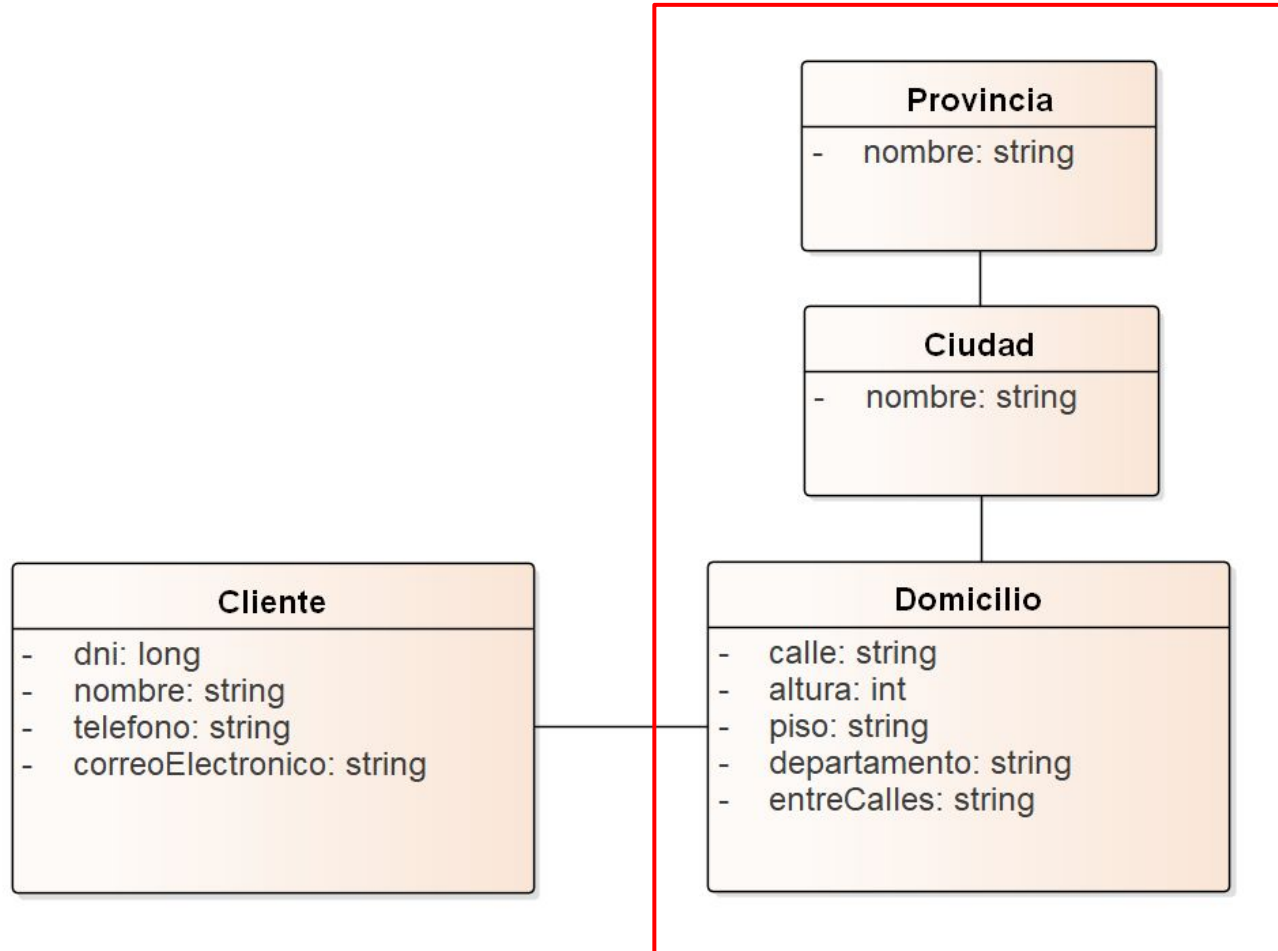 Provincia
- nombre: string
Ciudad
- nombre: string
Cliente
- dni: long
- nombre: string
- telefono: string
- correoElectronico: string
Domicilio
- calle: string
- altura: int
- piso: string
- departamento: string
- entreCalles: string